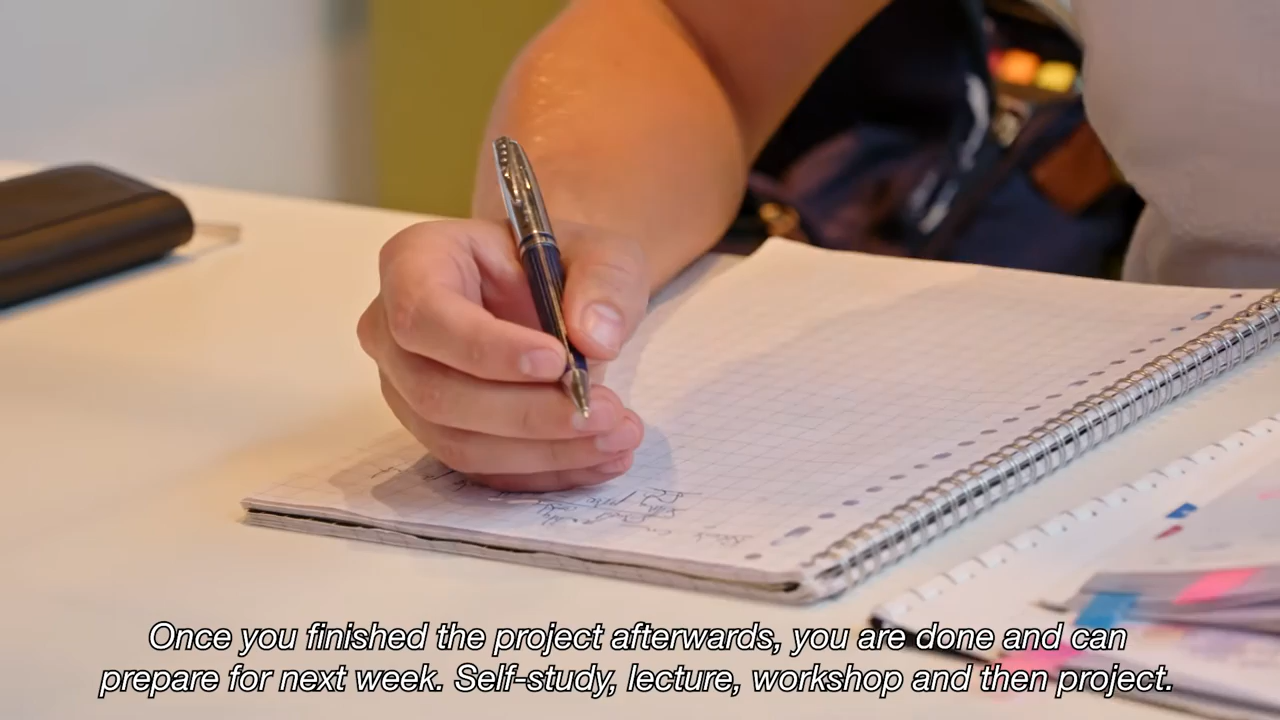 Once you finished the project afterwards, you are done and can
prepare for next week. Self-study, lecture, workshop and then project.